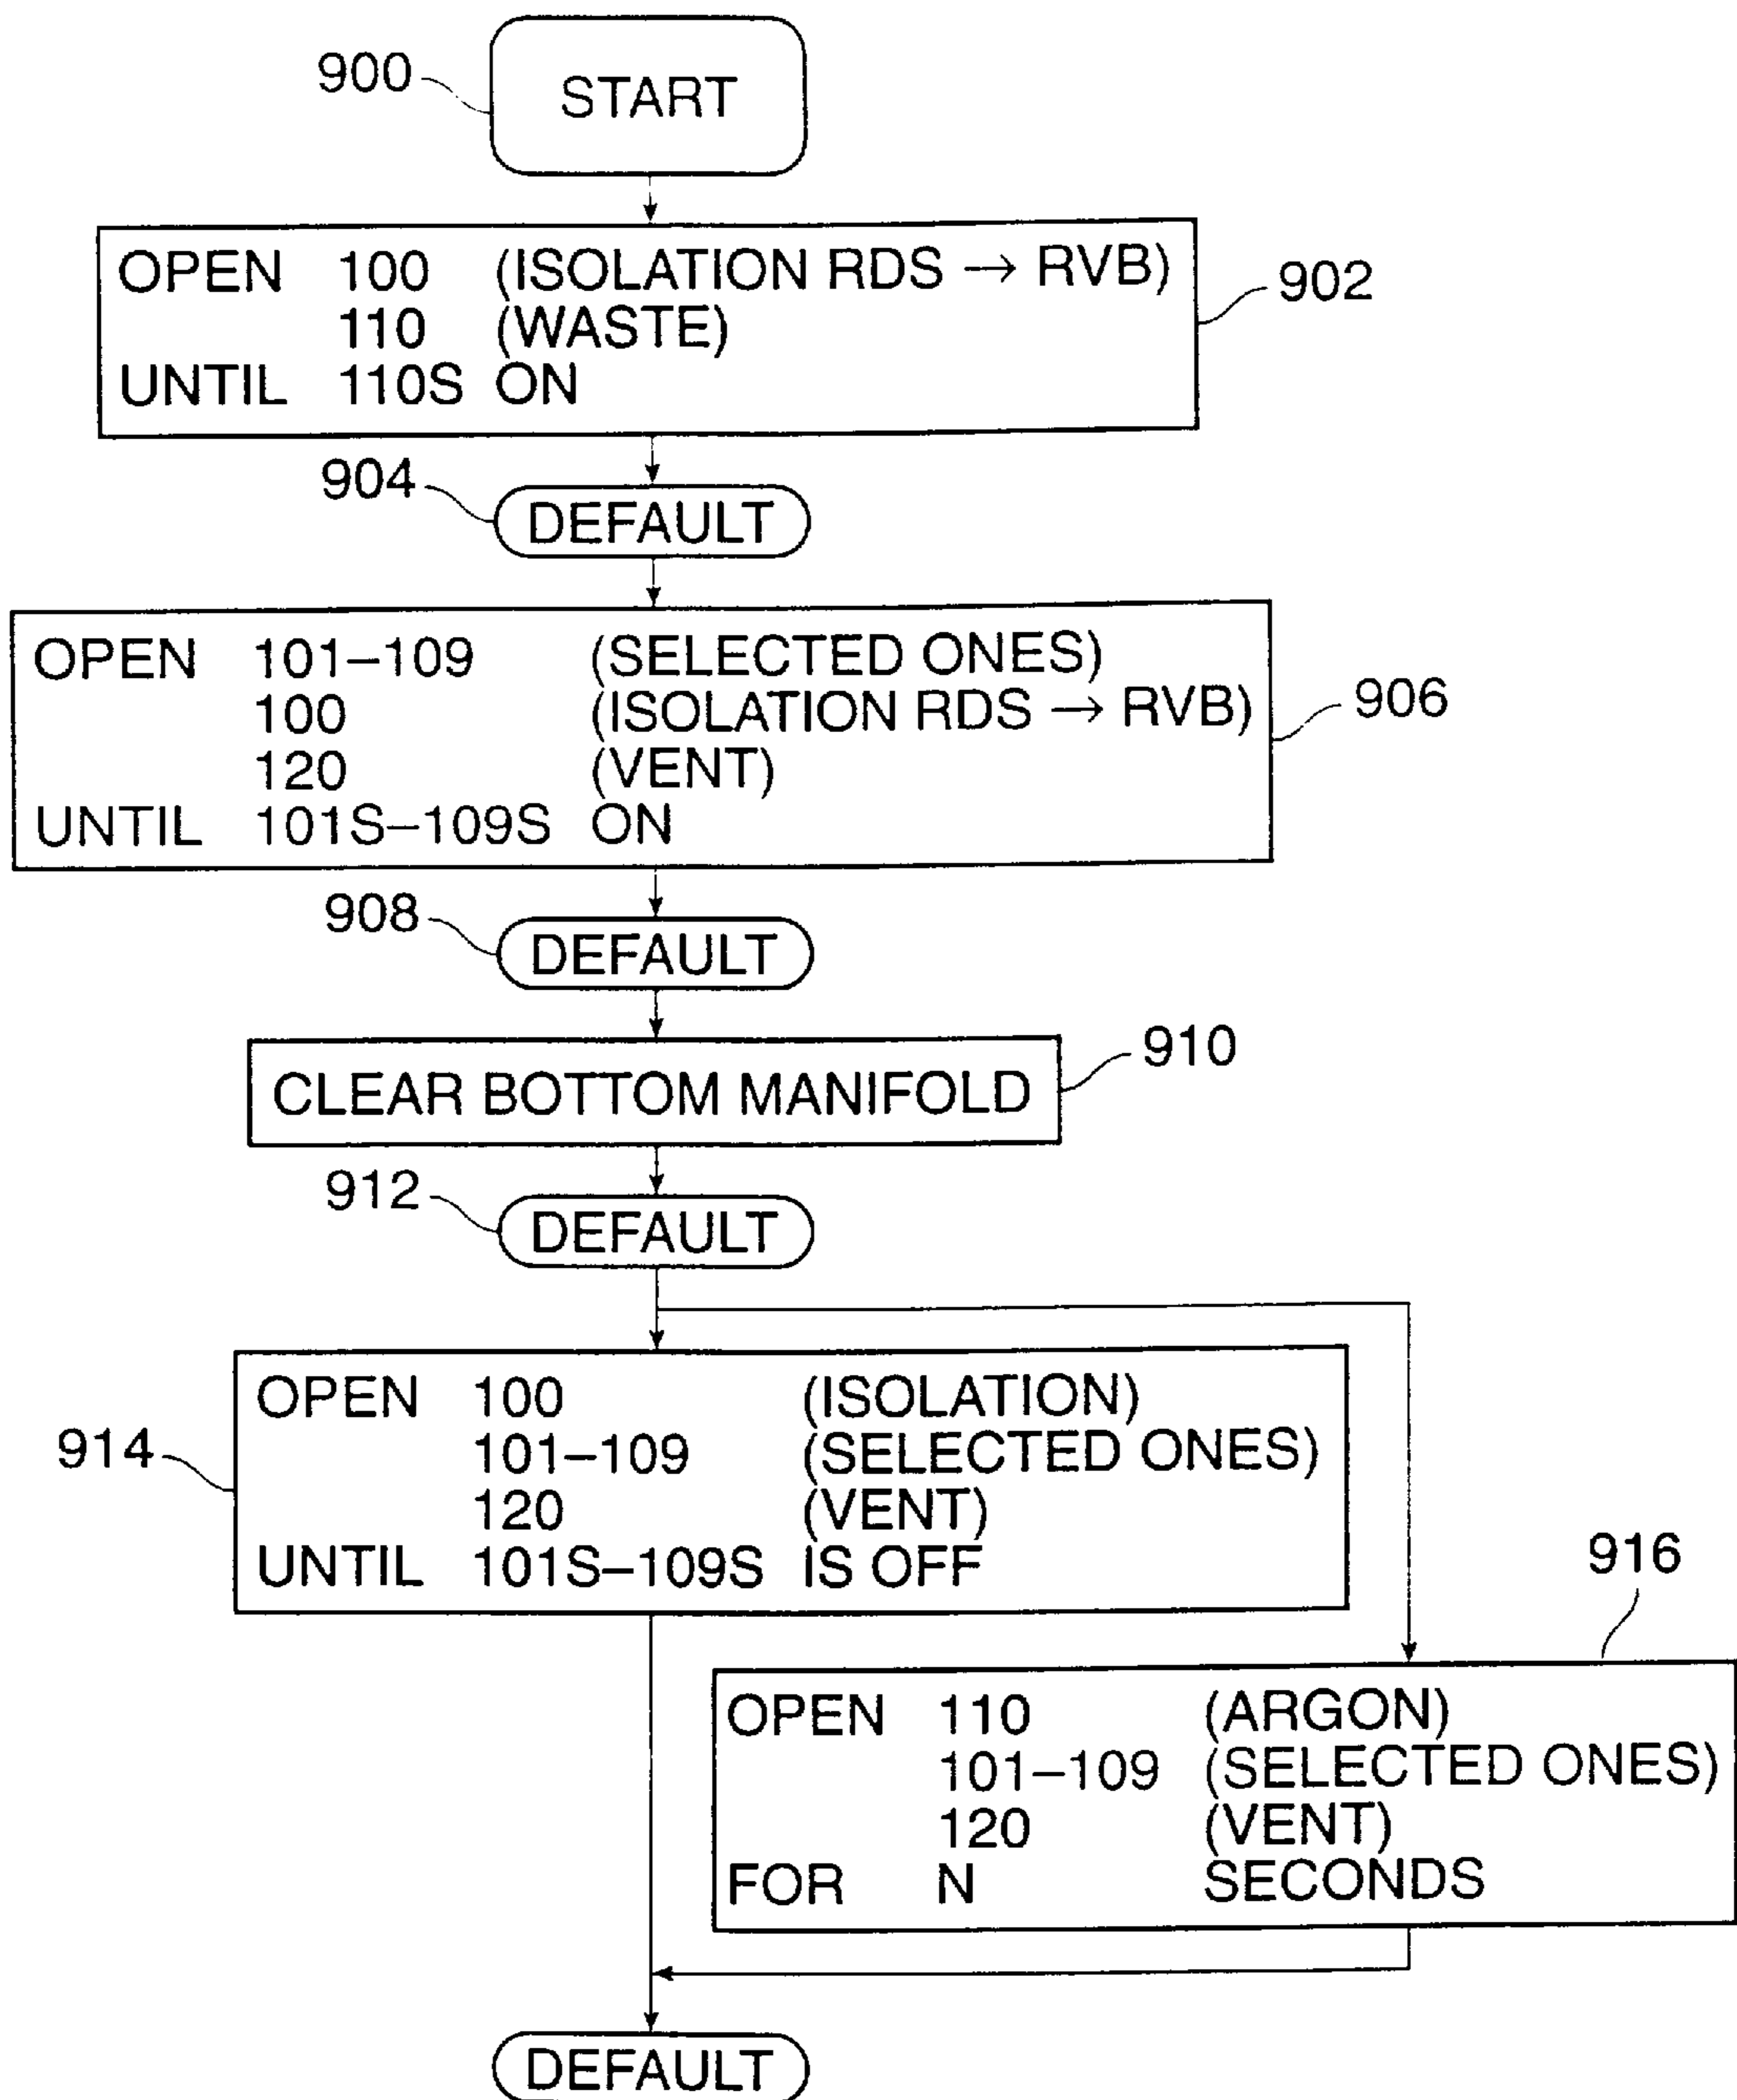 900
START
OPEN 100 (ISOLATION RDS → RVB)
110 (WASTE)
UNTIL 110S ON
902
904
DEFAULT
OPEN 101–109 (SELECTED ONES)
100 (ISOLATION RDS → RVB)
120 (VENT)
UNTIL 101S–109S ON
906
908
DEFAULT
CLEAR BOTTOM MANIFOLD
910
912
DEFAULT
914
OPEN 100 (ISOLATION)
101–109 (SELECTED ONES)
120 (VENT)
UNTIL 101S–109S IS OFF
916
OPEN 110 (ARGON)
101–109 (SELECTED ONES)
120 (VENT)
FOR N SECONDS
DEFAULT